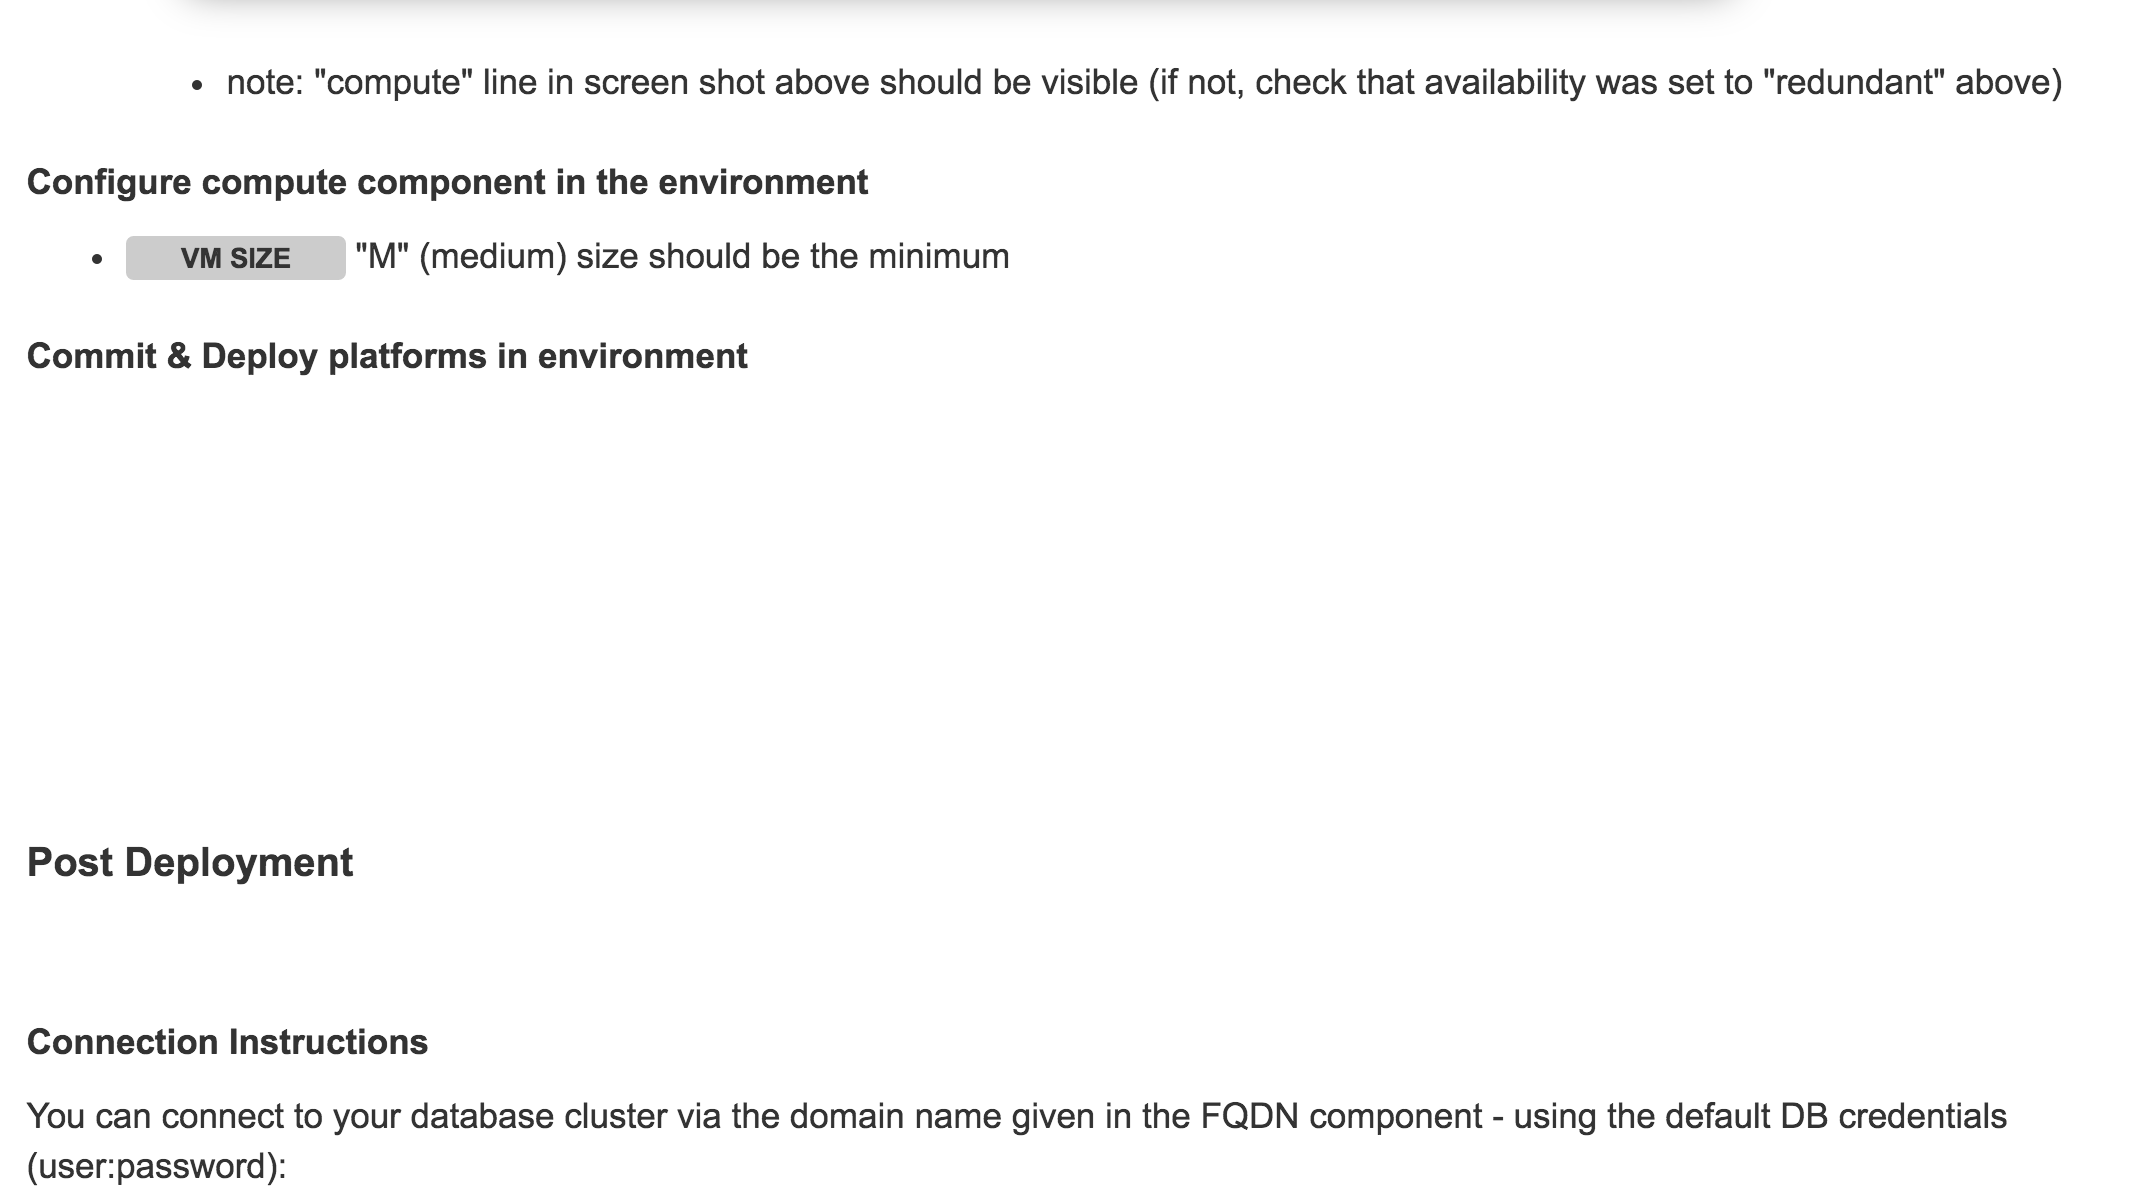 note: "compute" line in screen shot above should be visible (if not, check that availability was set to "redundant" above)
Configure compute component in the environment
VM SIZE "M" (medium) size should be the minimum
Commit & Deploy platforms in environment
Post Deployment
Connection Instructions
You can connect to your database cluster via the domain name given in the FQDN component - using the default DB credentials
(user:password):